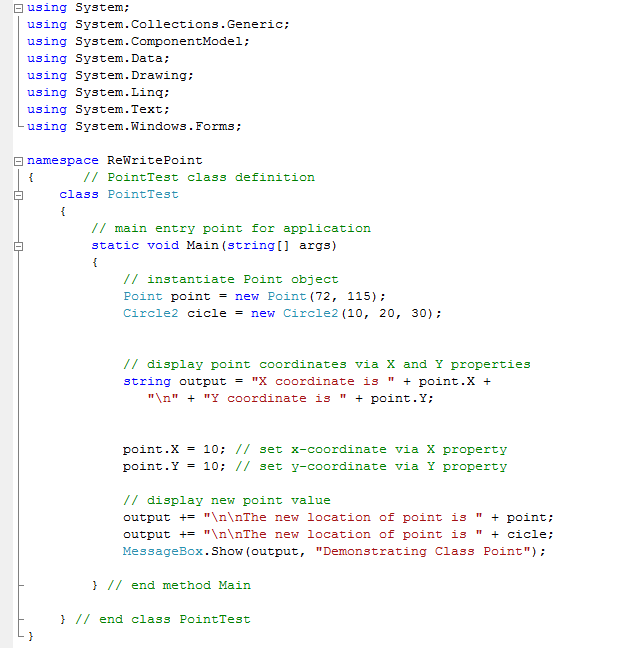 using System;
using System.Collections.Generic;
using System.ComponentModel;
using System.Data;
using System.Drawing;
using System.Linq;
using System.Text;
using System.Windows.Forms;
namespace ReWritePoint
{ // PointTest class definition
class PointTest
{
// main entry point for application
static void Main(string[] args)
{
// instantiate Point object
Point point = new Point(72, 115);
Circle2 cicle = new Circle2(10, 20, 30);
// display point coordinates via X and Y properties
string output = "X coordinate is " + point.X +
"\n" + "Y coordinate is " + point.Y;
point.X = 10; // set x-coordinate via X property
point.Y = 10; // set y-coordinate via Y property
// display new point value
output += "\n\nThe new location of point is " + point;
output += "\n\nThe new location of point is " + cicle;
MessageBox.Show(output, "Demonstrating Class Point");
} // end method Main
} // end class PointTest
}